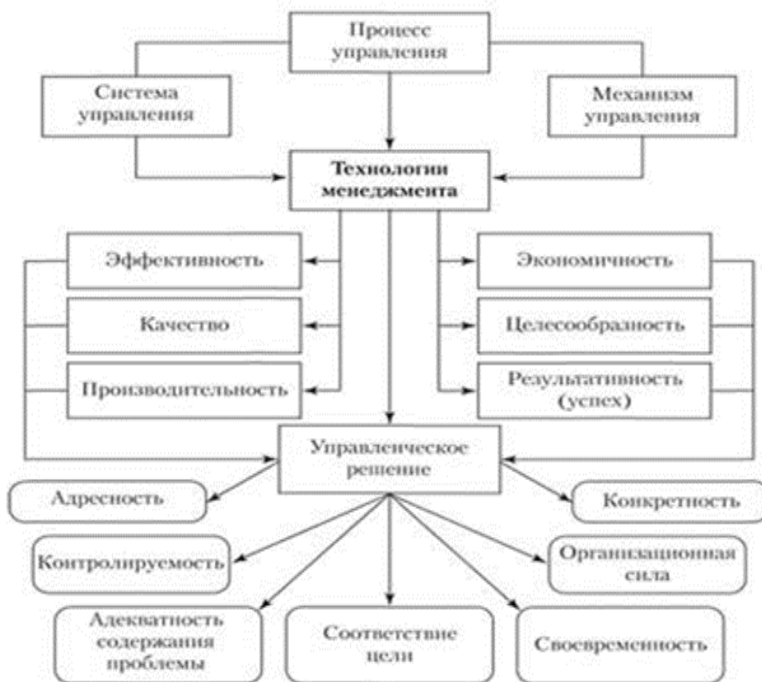 Процесс
управления
Система
управления
Механизм
управления
Технологии
менеджмента
Эффективность
Экономичность
Качество
Целесообразность
Производительность
Результативность
(успех)
Управленческое
решение
Адресность
Конкретность
Контролируемость
Организационная
сила
Адекватность
содержания
проблемы
Соответствие
цели
Своевременность